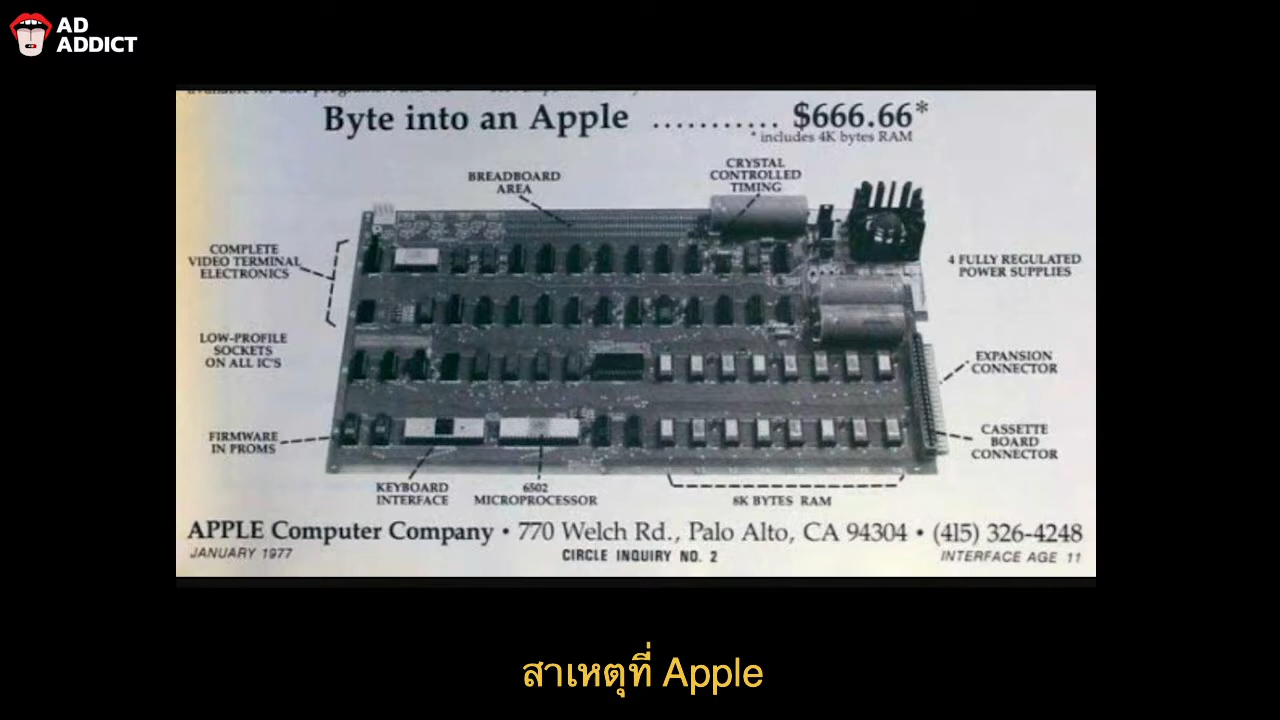 AD
ADDICT
Byte into an Apple ........... $666.66*
* includes 4K bytes RAM
BREADBOARD
AREA
CRYSTAL
CONTROLLED
TIMING
COMPLETE
VIDEO TERMINAL
ELECTRONICS
4 FULLY REGULATED
POWER SUPPLIES
LOW-PROFILE
SOCKETS
ON ALL IC'S
EXPANSION
CONNECTOR
FIRMWARE
IN PROMS
CASSETTE
BOARD
CONNECTOR
KEYBOARD
INTERFACE
6502
MICROPROCESSOR
8K BYTES RAM
APPLE Computer Company • 770 Welch Rd., Palo Alto, CA 94304 • (415) 326-4248
JANUARY 1977
CIRCLE INQUIRY NO. 2
INTERFACE AGE 11
สาเหตุที่ Apple